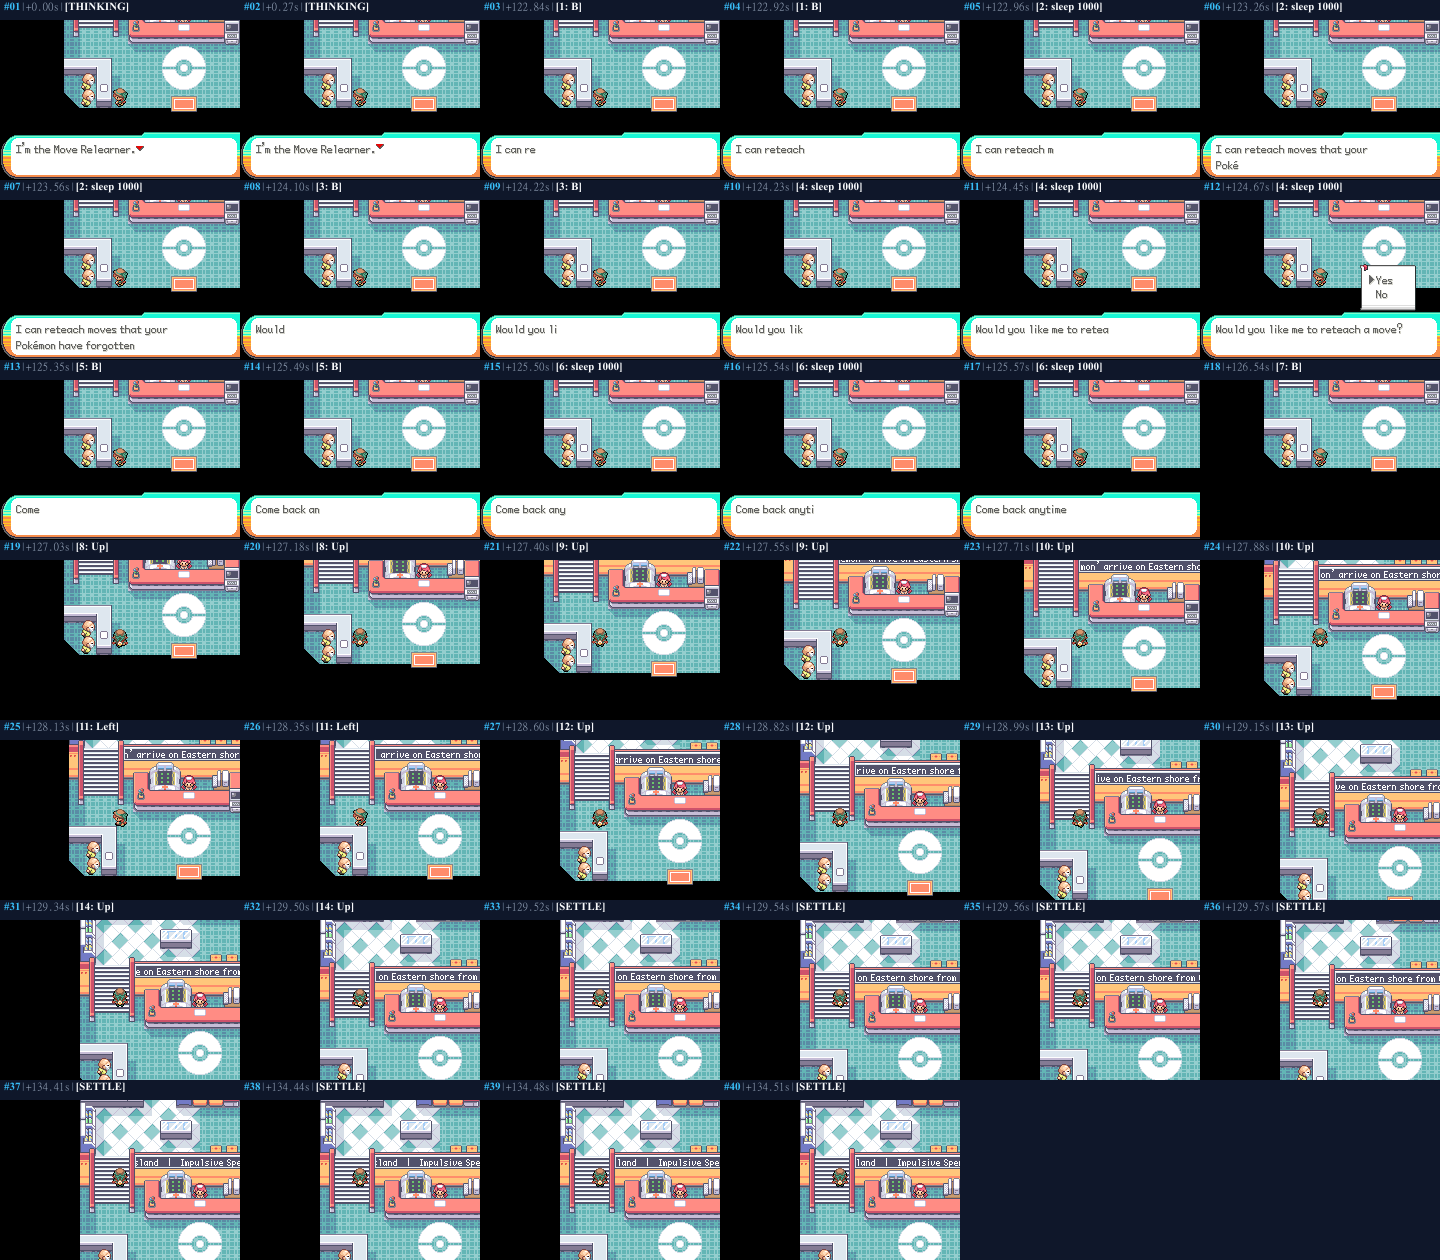 #01 | +0.00s | [THINKING]
I'm the Move Relearner.
#02 | +0.27s | [THINKING]
I'm the Move Relearner.
#03 | +122.84s | [1: B]
I can re
#04 | +122.92s | [1: B]
I can reteach
#05 | +122.96s | [2: sleep 1000]
I can reteach m
#06 | +123.26s | [2: sleep 1000]
I can reteach moves that your
Poké
#07 | +123.56s | [2: sleep 1000]
I can reteach moves that your
Pokémon have forgotten
#08 | +124.10s | [3: B]
Would
#09 | +124.22s | [3: B]
Would you li
#10 | +124.23s | [4: sleep 1000]
Would you lik
#11 | +124.45s | [4: sleep 1000]
Would you like me to retea
#12 | +124.67s | [4: sleep 1000]
Yes
No
Would you like me to reteach a move?
#13 | +125.35s | [5: B]
Come
#14 | +125.49s | [5: B]
Come back an
#15 | +125.50s | [6: sleep 1000]
Come back any
#16 | +125.54s | [6: sleep 1000]
Come back anyti
#17 | +125.57s | [6: sleep 1000]
Come back anytime
#18 | +126.54s | [7: B]
#19 | +127.03s | [8: Up]
#20 | +127.18s | [8: Up]
#21 | +127.40s | [9: Up]
#22 | +127.55s | [9: Up]
#23 | +127.71s | [10: Up]
mon' arrive on Eastern sho
#24 | +127.88s | [10: Up]
on' arrive on Eastern shor
#25 | +128.13s | [11: Left]
n' arrive on Eastern shor
#26 | +128.35s | [11: Left]
arrive on Eastern shor
#27 | +128.60s | [12: Up]
arrive on Eastern shore
#28 | +128.82s | [12: Up]
rive on Eastern shore f
#29 | +128.99s | [13: Up]
ive on Eastern shore fr
#30 | +129.15s | [13: Up]
ve on Eastern shore fro
#31 | +129.34s | [14: Up]
e on Eastern shore from
#32 | +129.50s | [14: Up]
on Eastern shore from
#33 | +129.52s | [SETTLE]
on Eastern shore from
#34 | +129.54s | [SETTLE]
on Eastern shore from
#35 | +129.56s | [SETTLE]
on Eastern shore from
#36 | +129.57s | [SETTLE]
on Eastern shore from
#37 | +134.41s | [SETTLE]
land | Impulsive Spe
#38 | +134.44s | [SETTLE]
land | Impulsive Spe
#39 | +134.48s | [SETTLE]
land | Impulsive Spe
#40 | +134.51s | [SETTLE]
land | Impulsive Spe